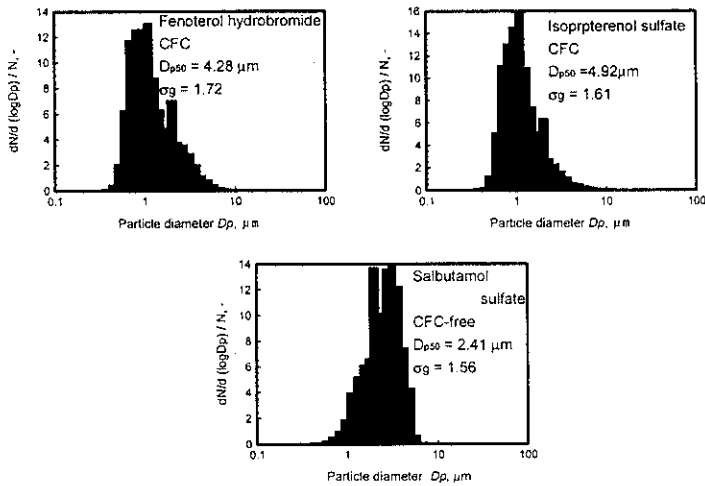 14
12
10
8
6
4
2
0
dN/d (logDp) / N, -
Fenoterol hydrobromide
CFC
Dp50 = 4.28 μm
σg = 1.72
0.1 1 10 100
Particle diameter Dp, μm
16
14
12
10
8
6
4
2
0
dN/d (logDp) / N, -
Isoprpterenol sulfate
CFC
Dp50 =4.92μm
σg = 1.61
0.1 1 10 100
Particle diameter Dp, μm
14
12
10
8
6
4
2
0
dN/d (logDp) / N, -
Salbutamol
sulfate
CFC-free
Dp50 = 2.41 μm
σg = 1.56
0.1 1 10 100
Particle diameter Dp, μm